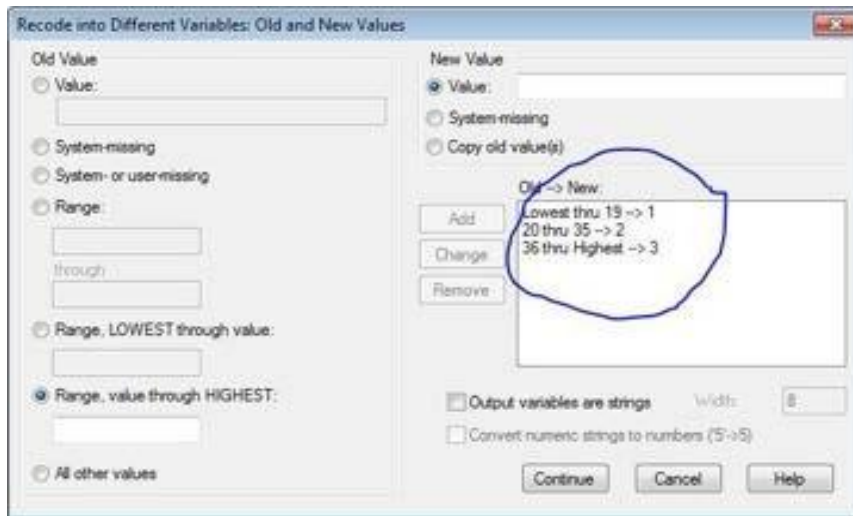 Recode into Different Variables: Old and New Values
Old Value
Value:
System-missing
System- or user-missing
Range:
through
Range, LOWEST through value:
Range, value through HIGHEST:
All other values
New Value
Value:
System-missing
Copy old value(s)
Old --> New:
Lowest thru 19 --> 1
20 thru 35 --> 2
36 thru Highest --> 3
Add
Change
Remove
Output variables are strings
Width:
8
Convert numeric strings to numbers ('5'->5)
Continue
Cancel
Help